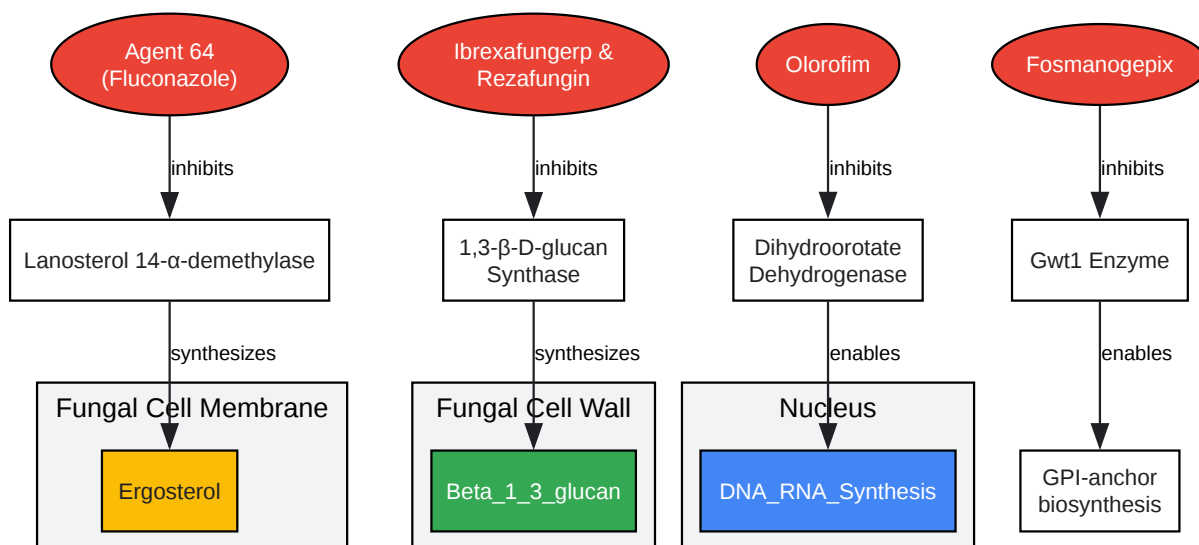 Agent 64
(Fluconazole)
Ibrexafungerp &
Rezafungin
Olorofim
Fosmanogepix
inhibits
inhibits
inhibits
inhibits
Lanosterol 14-α-demethylase
1,3-β-D-glucan
Synthase
Dihydroorotate
Dehydrogenase
Gwt1 Enzyme
synthesizes
synthesizes
enables
enables
Fungal Cell Membrane
Fungal Cell Wall
Nucleus
Ergosterol
Beta_1_3_glucan
DNA_RNA_Synthesis
GPI-anchor
biosynthesis